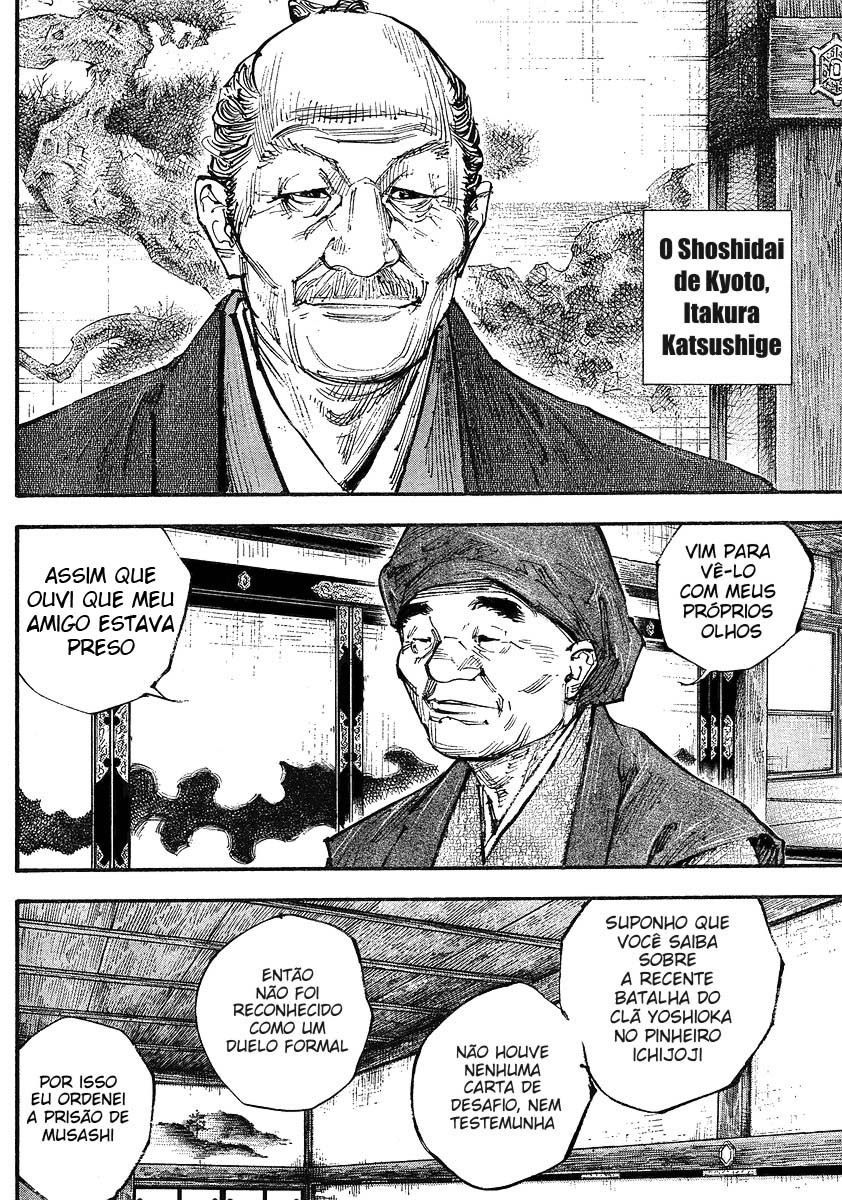 O Shoshidai
de Kyoto,
Itakura
Katsushige
VIM PARA
VÊ-LO
COM MEUS
PRÓPRIOS
OLHOS
ASSIM QUE
OUVI QUE MEU
AMIGO ESTAVA
PRESO
SUPONHO QUE
VOCÊ SAIBA
SOBRE
A RECENTE
BATALHA DO
CLÃ YOSHIOKA
NO PINHEIRO
ICHIJOJI
NÃO HOUVE
NENHUMA
CARTA DE
DESAFIO, NEM
TESTEMUNHA
ENTÃO
NÃO FOI
RECONHECIDO
COMO UM
DUELO FORMAL
POR ISSO
EU ORDENEI
A PRISÃO DE
MUSASHI